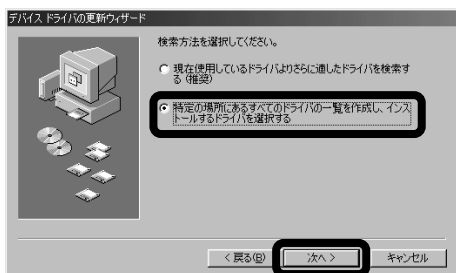 デバイス ドライバの更新ウィザード
検索方法を選択してください。
現在使用しているドライバよりさらに適したドライバを検索す
る (推奨)
特定の場所にあるすべてのドライバの一覧を作成し、インス
トールするドライバを選択する
< 戻る(B)
次へ >
キャンセル